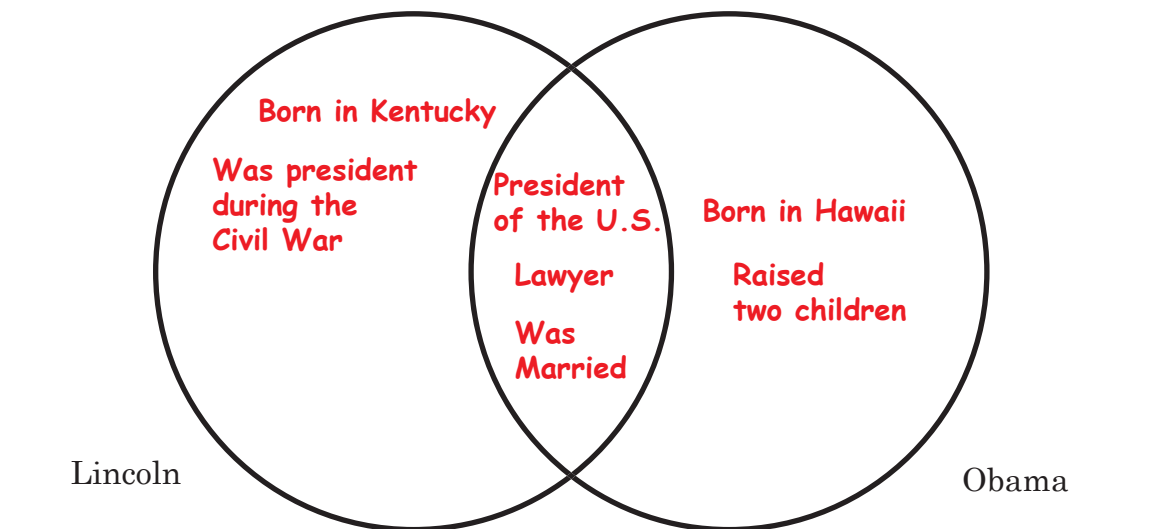 Born in Kentucky
Was president
during the
Civil War
President
of the U.S.
Lawyer
Was
Married
Born in Hawaii
Raised
two children
Lincoln
Obama